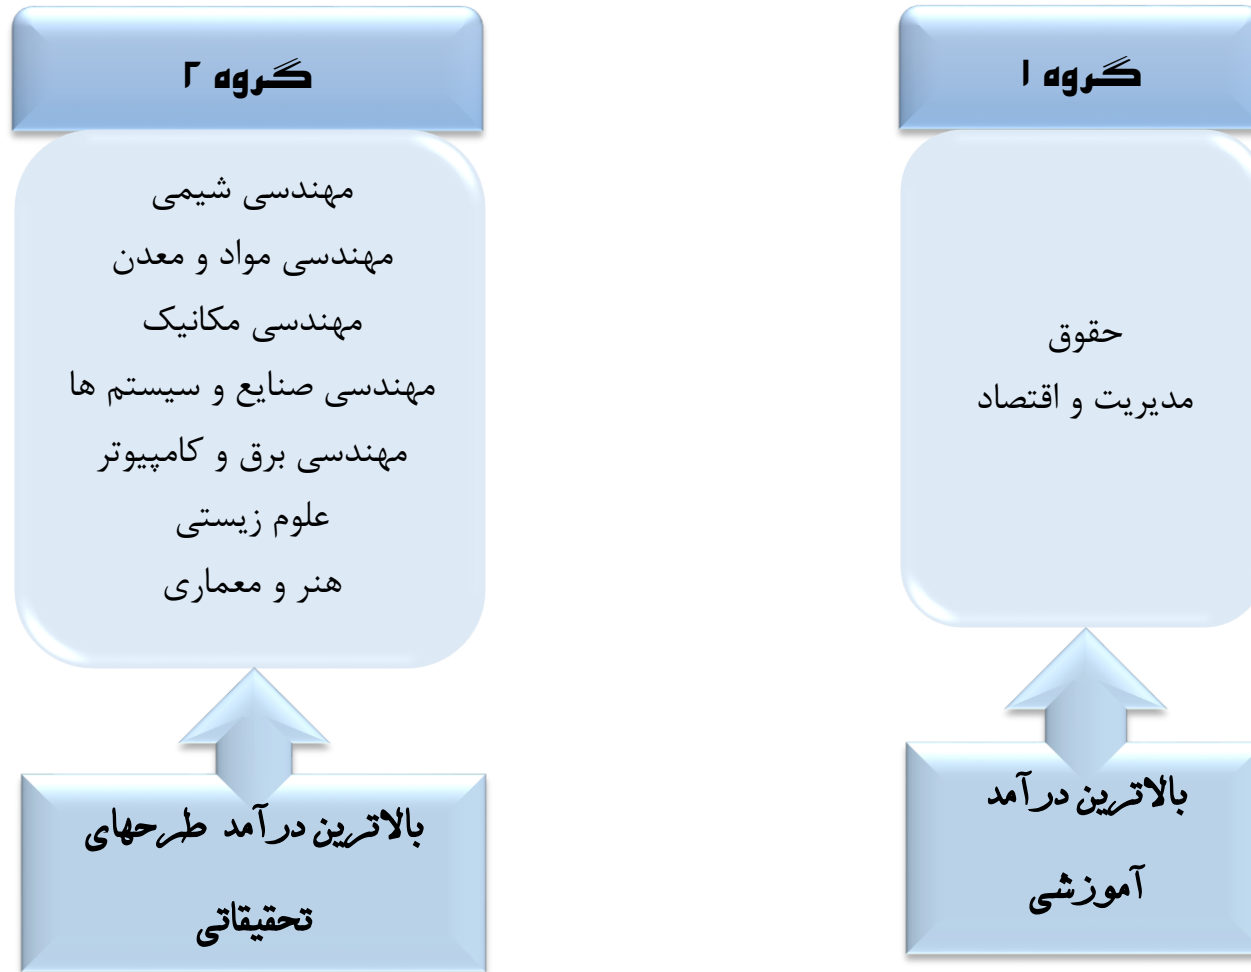 گروه ۱
حقوق
مدیریت و اقتصاد
بالاترین درآمد
آموزشی
گروه ۲
مهندسی شیمی
مهندسی مواد و معدن
مهندسی مکانیک
مهندسی صنایع و سیستم ها
مهندسی برق و کامپیوتر
علوم زیستی
هنر و معماری
بالاترین درآمد طرحهای
تحقیقاتی